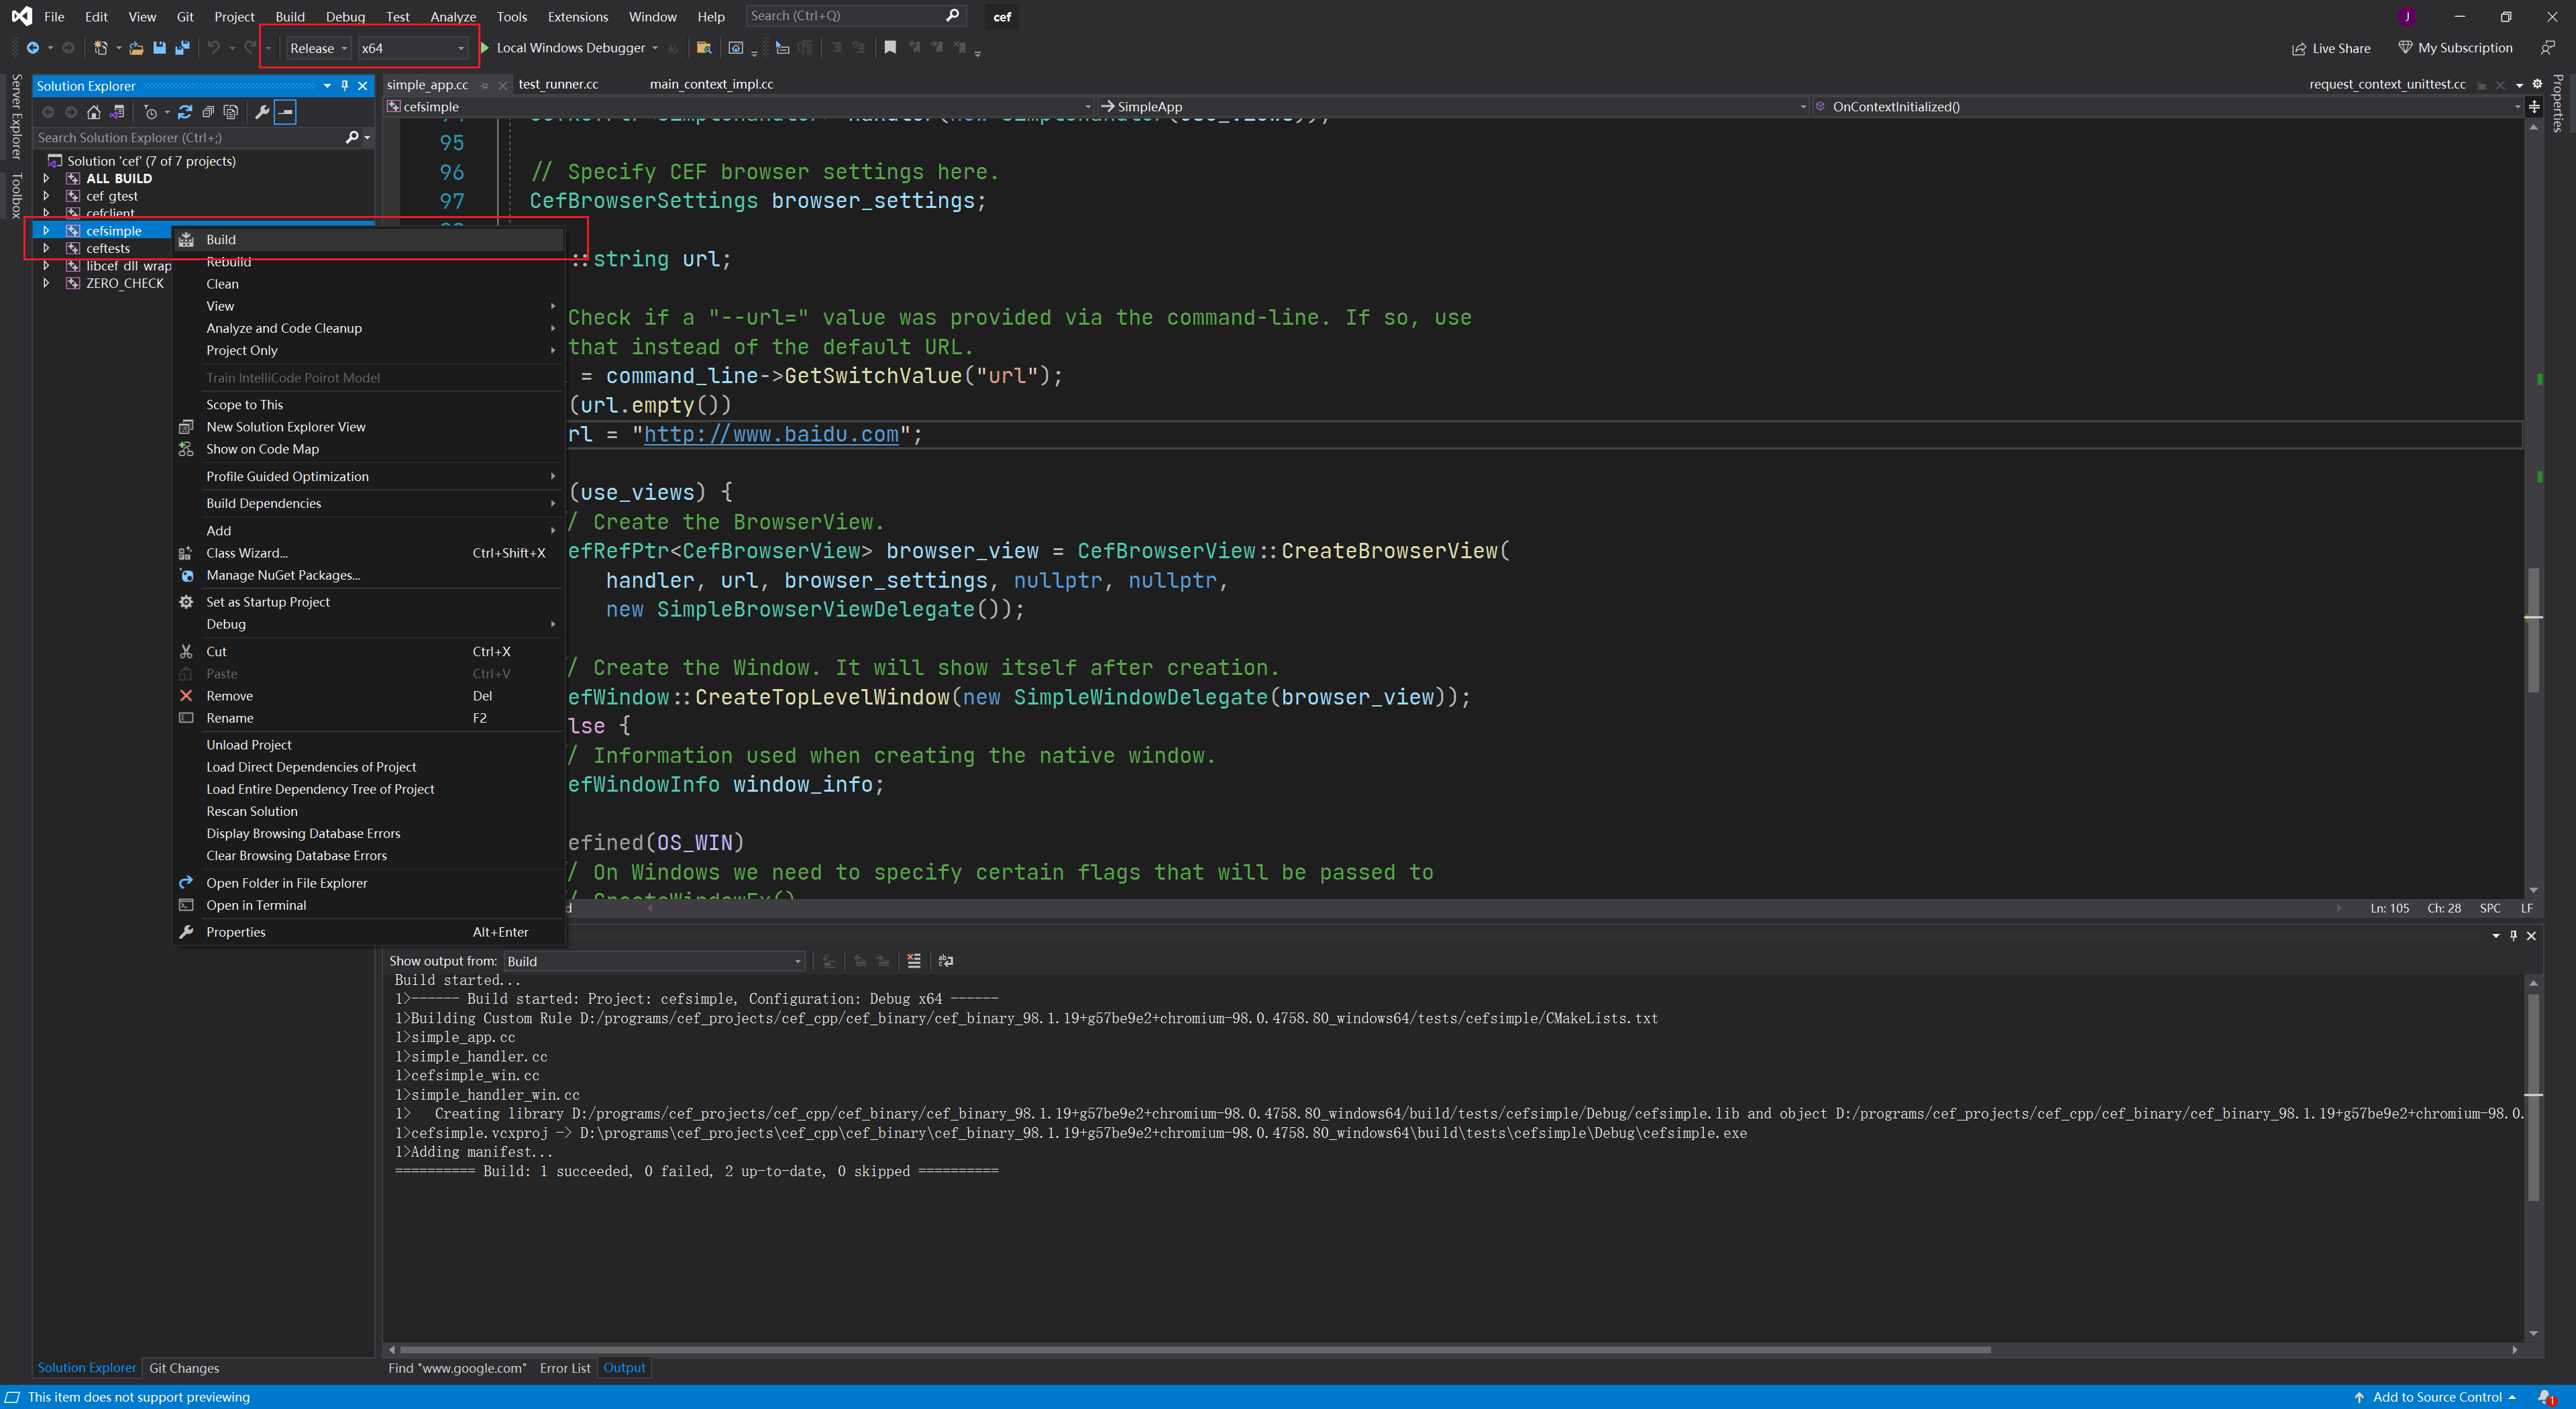 File Edit View Git Project Build Debug Test Analyze Tools Extensions Window Help Search (Ctrl+Q) cef J
Release x64 Local Windows Debugger Live Share My Subscription
Server Explorer
Toolbox
Solution Explorer
Search Solution Explorer (Ctrl+;)
Solution 'cef' (7 of 7 projects)
ALL BUILD
cef gtest
cefclient
cefsimple
ceftests
libcef dll wrap
ZERO_CHECK
Build
Rebuild
Clean
View
Analyze and Code Cleanup
Project Only
Train IntelliCode Poirot Model
Scope to This
New Solution Explorer View
Show on Code Map
Profile Guided Optimization
Build Dependencies
Add
Class Wizard... Ctrl+Shift+X
Manage NuGet Packages...
Set as Startup Project
Debug
Cut Ctrl+X
Paste Ctrl+V
Remove Del
Rename F2
Unload Project
Load Direct Dependencies of Project
Load Entire Dependency Tree of Project
Rescan Solution
Display Browsing Database Errors
Clear Browsing Database Errors
Open Folder in File Explorer
Open in Terminal
Properties Alt+Enter
simple_app.cc test_runner.cc main_context_impl.cc request_context_unittest.cc
cefsimple SimpleApp OnContextInitialized()
Properties
95
96 // Specify CEF browser settings here.
97 CefBrowserSettings browser_settings;
::string url;
Check if a "--url=" value was provided via the command-line. If so, use
that instead of the default URL.
= command_line->GetSwitchValue("url");
(url.empty())
rl = "http://www.baidu.com";
(use_views) {
/ Create the BrowserView.
efRefPtr<CefBrowserView> browser_view = CefBrowserView::CreateBrowserView(
handler, url, browser_settings, nullptr, nullptr,
new SimpleBrowserViewDelegate());
/ Create the Window. It will show itself after creation.
efWindow::CreateTopLevelWindow(new SimpleWindowDelegate(browser_view));
lse {
/ Information used when creating the native window.
efWindowInfo window_info;
efined(OS_WIN)
/ On Windows we need to specify certain flags that will be passed to
Ln: 105 Ch: 28 SPC LF
Show output from: Build
Build started...
1>------ Build started: Project: cefsimple, Configuration: Debug x64 ------
1>Building Custom Rule D:/programs/cef_projects/cef_cpp/cef_binary/cef_binary_98.1.19+g57be9e2+chromium-98.0.4758.80_windows64/tests/cefsimple/CMakeLists.txt
1>simple_app.cc
1>simple_handler.cc
1>cefsimple_win.cc
1>simple_handler_win.cc
1> Creating library D:/programs/cef_projects/cef_cpp/cef_binary/cef_binary_98.1.19+g57be9e2+chromium-98.0.4758.80_windows64/build/tests/cefsimple/Debug/cefsimple.lib and object D:/programs/cef_projects/cef_cpp/cef_binary/cef_binary_98.1.19+g57be9e2+chromium-98.0.
1>cefsimple.vcxproj -> D:\programs\cef_projects\cef_cpp\cef_binary\cef_binary_98.1.19+g57be9e2+chromium-98.0.4758.80_windows64\build\tests\cefsimple\Debug\cefsimple.exe
1>Adding manifest...
========== Build: 1 succeeded, 0 failed, 2 up-to-date, 0 skipped ==========
Solution Explorer Git Changes
Find "www.google.com" Error List Output
This item does not support previewing Add to Source Control 1